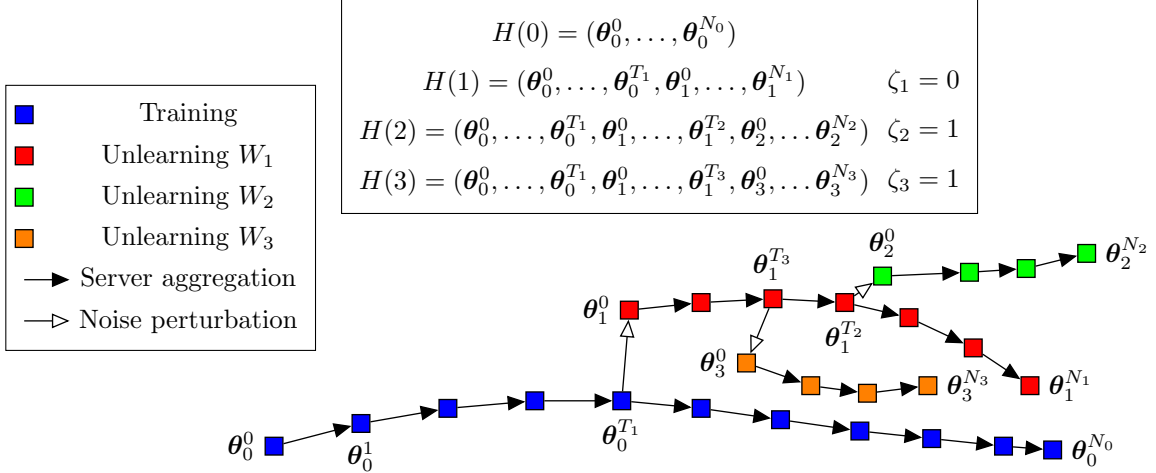 H(0) = (θ_0^0, …, θ_0^{N_0})
H(1) = (θ_0^0, …, θ_0^{T_1}, θ_1^0, …, θ_1^{N_1}) ζ_1 = 0
H(2) = (θ_0^0, …, θ_0^{T_1}, θ_1^0, …, θ_1^{T_2}, θ_2^0, … θ_2^{N_2}) ζ_2 = 1
H(3) = (θ_0^0, …, θ_0^{T_1}, θ_1^0, …, θ_1^{T_3}, θ_3^0, … θ_3^{N_3}) ζ_3 = 1
Training
Unlearning W_1
Unlearning W_2
Unlearning W_3
Server aggregation
Noise perturbation
θ_2^0
θ_2^{N_2}
θ_1^{T_3}
θ_1^0
θ_1^{T_2}
θ_3^0
θ_3^{N_3}
θ_1^{N_1}
θ_0^0
θ_0^1
θ_0^{T_1}
θ_0^{N_0}